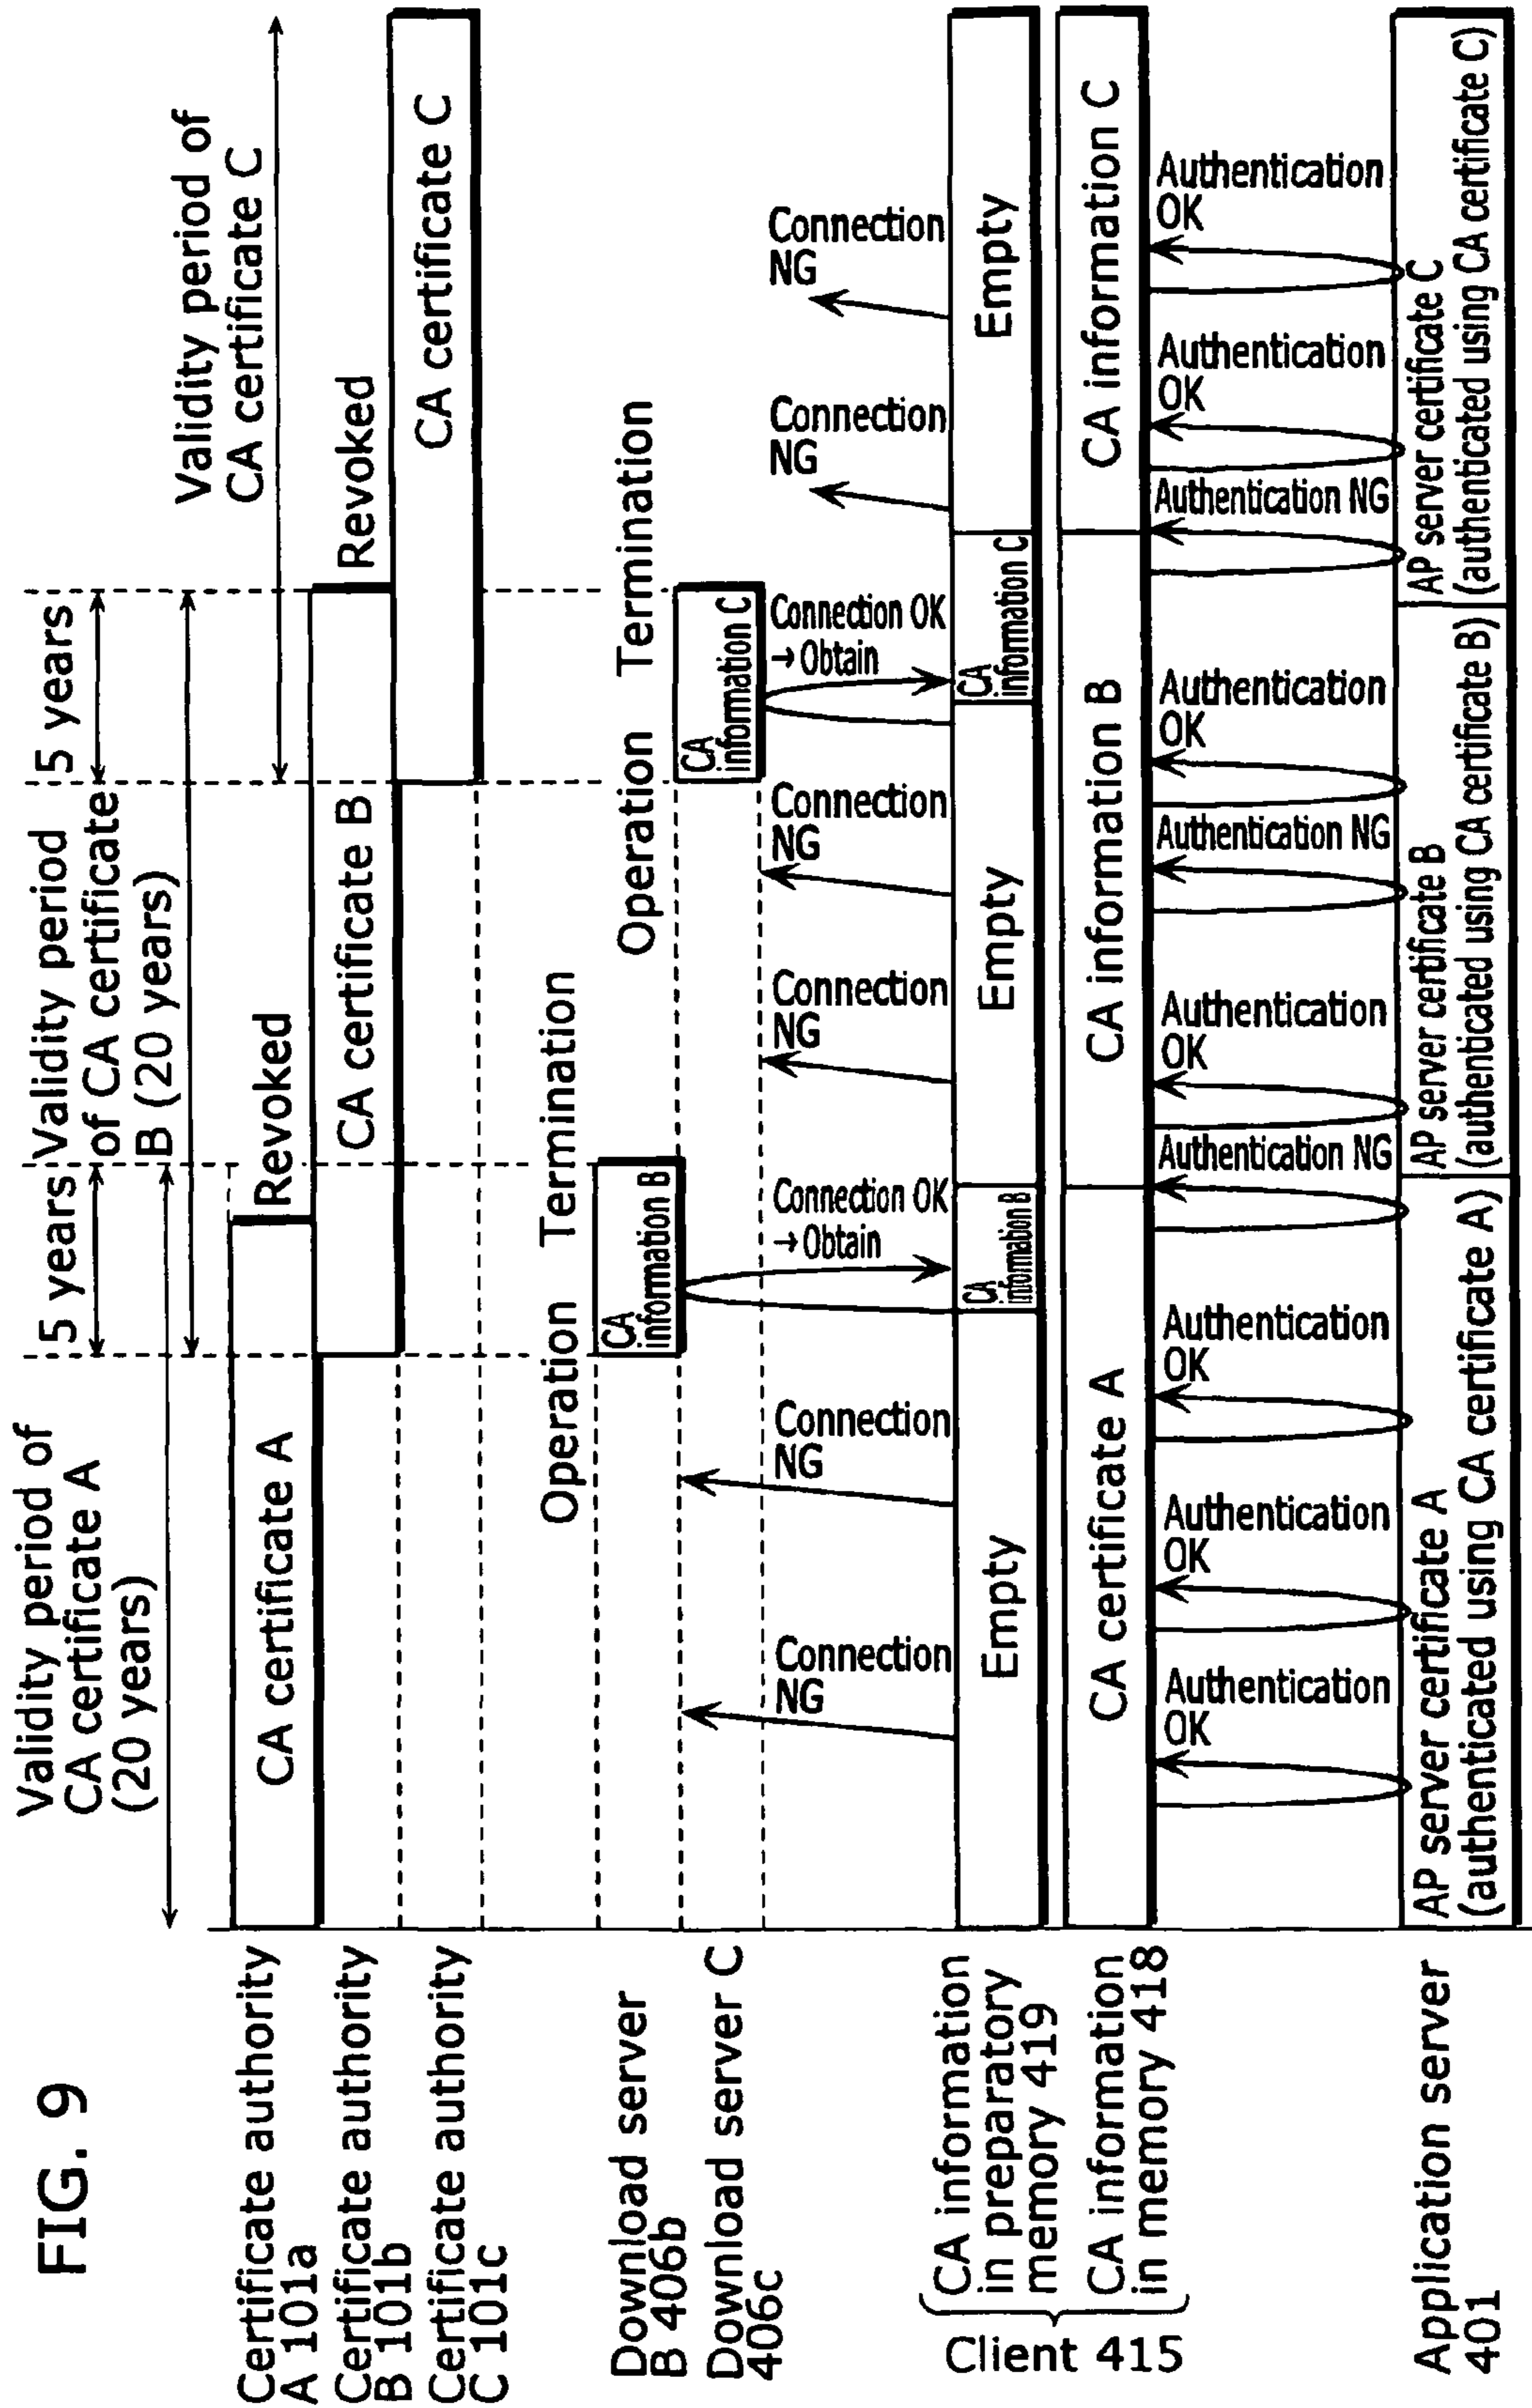 FIG. 9
Validity period of
CA certificate A
(20 years)
5 years
Validity period
of CA certificate
B (20 years)
5 years
Validity period of
CA certificate C
Certificate authority
A 101a
CA certificate A
Revoked
Certificate authority
B 101b
CA certificate B
Revoked
Certificate authority
C 101c
CA certificate C
Operation
Termination
Download server
B 406b
CA
information B
Operation
Termination
Download server C
406c
CA
information C
Connection
NG
Connection
NG
Connection OK
→ Obtain
Connection
NG
Connection
NG
Connection OK
→ Obtain
Connection
NG
Connection
NG
Client 415
CA information
in preparatory
memory 419
Empty
CA
information B
Empty
CA
information C
Empty
CA information
in memory 418
CA certificate A
CA information B
CA information C
Authentication
OK
Authentication
OK
Authentication
OK
Authentication NG
Authentication
OK
Authentication NG
Authentication
OK
Authentication NG
Authentication
OK
Authentication
OK
Application server
401
AP server certificate A
(authenticated using CA certificate A)
AP server certificate B
(authenticated using CA certificate B)
AP server certificate C
(authenticated using CA certificate C)